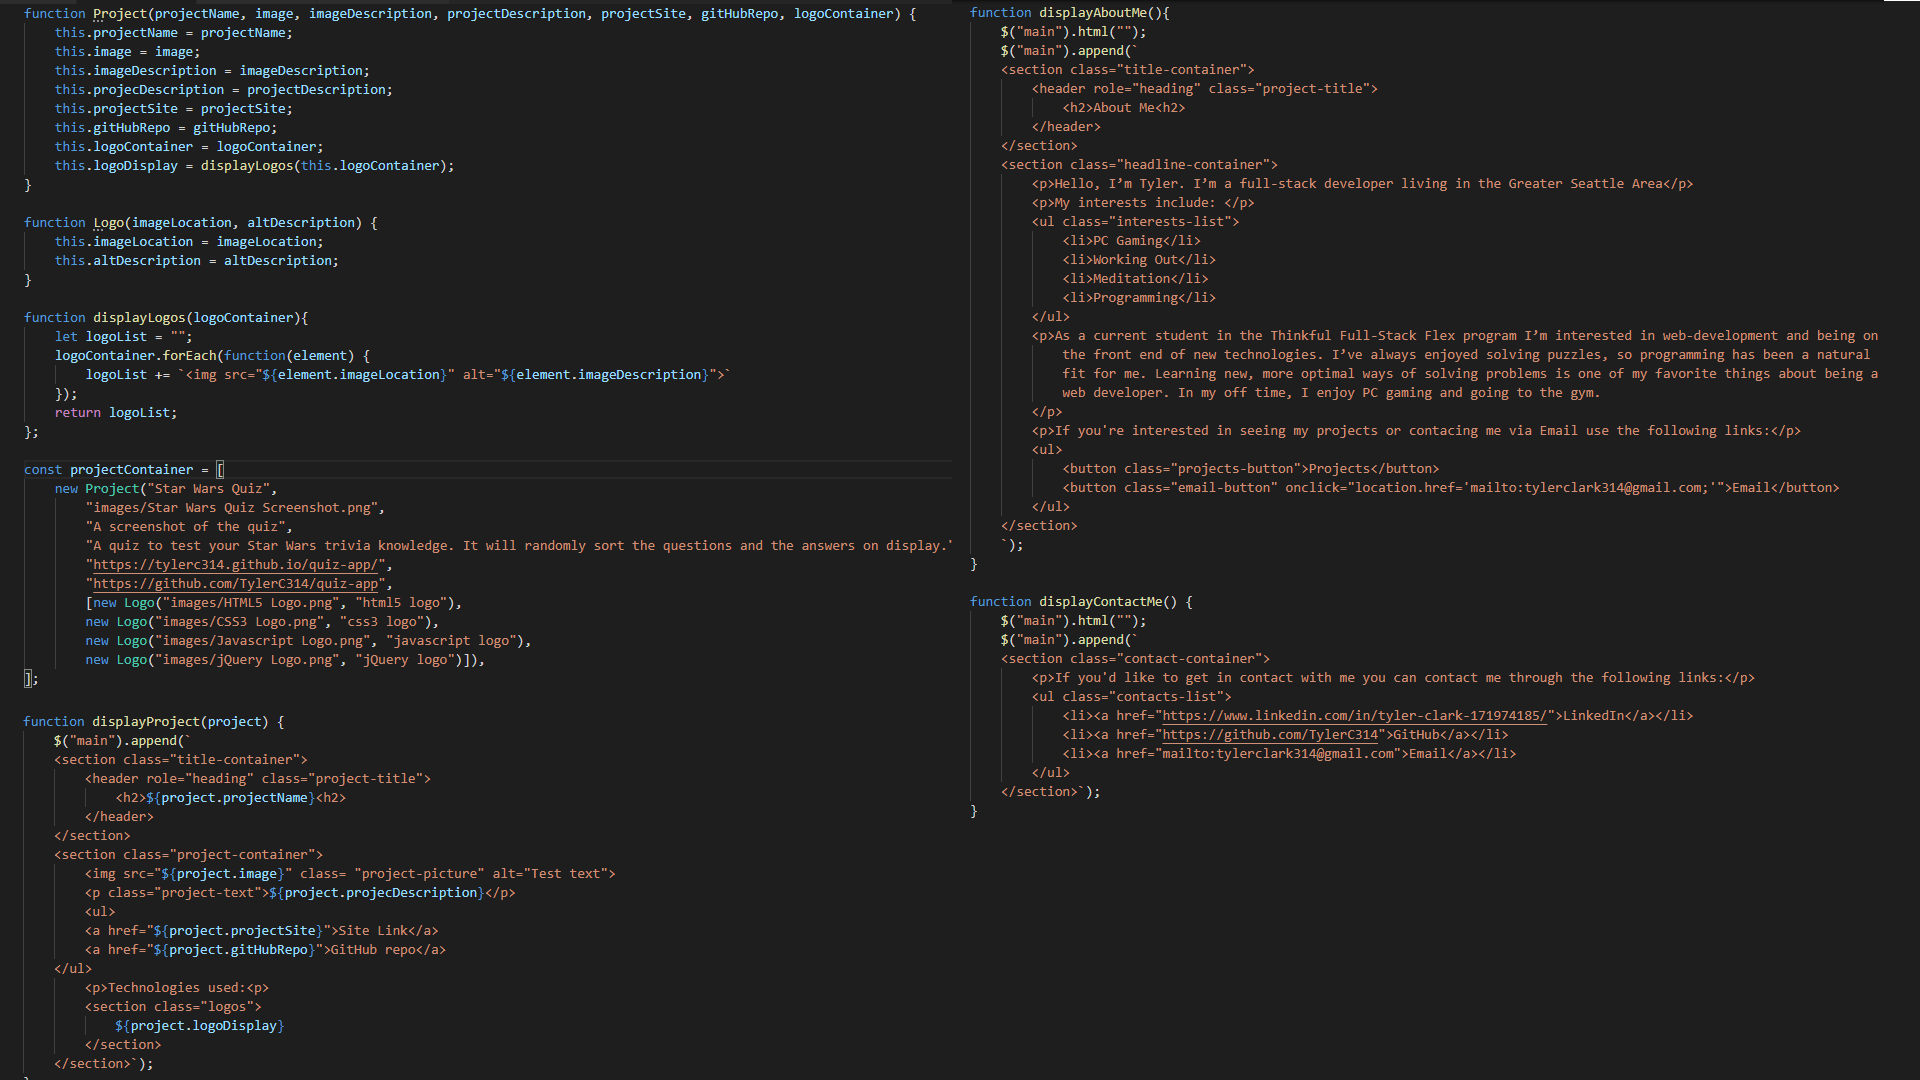 function Project(projectName, image, imageDescription, projectDescription, projectSite, gitHubRepo, logoContainer) {
    this.projectName = projectName;
    this.image = image;
    this.imageDescription = imageDescription;
    this.projecDescription = projectDescription;
    this.projectSite = projectSite;
    this.gitHubRepo = gitHubRepo;
    this.logoContainer = logoContainer;
    this.logoDisplay = displayLogos(this.logoContainer);
}

function Logo(imageLocation, altDescription) {
    this.imageLocation = imageLocation;
    this.altDescription = altDescription;
}

function displayLogos(logoContainer){
    let logoList = "";
    logoContainer.forEach(function(element) {
        logoList += `<img src="${element.imageLocation}" alt="${element.imageDescription}">`
    });
    return logoList;
};

const projectContainer = [
    new Project("Star Wars Quiz",
        "images/Star Wars Quiz Screenshot.png",
        "A screenshot of the quiz",
        "A quiz to test your Star Wars trivia knowledge. It will randomly sort the questions and the answers on display."
        "https://tylerc314.github.io/quiz-app/",
        "https://github.com/TylerC314/quiz-app",
        [new Logo("images/HTML5 Logo.png", "html5 logo"),
        new Logo("images/CSS3 Logo.png", "css3 logo"),
        new Logo("images/Javascript Logo.png", "javascript logo"),
        new Logo("images/jQuery Logo.png", "jQuery logo")]),
];

function displayProject(project) {
    $("main").append(`
    <section class="title-container">
        <header role="heading" class="project-title">
            <h2>${project.projectName}<h2>
        </header>
    </section>
    <section class="project-container">
        <img src="${project.image}" class= "project-picture" alt="Test text">
        <p class="project-text">${project.projecDescription}</p>
        <ul>
        <a href="${project.projectSite}">Site Link</a>
        <a href="${project.gitHubRepo}">GitHub repo</a>
    </ul>
        <p>Technologies used:<p>
        <section class="logos">
            ${project.logoDisplay}
        </section>
    </section>`);

function displayAboutMe(){
    $("main").html("");
    $("main").append(`
    <section class="title-container">
        <header role="heading" class="project-title">
            <h2>About Me<h2>
        </header>
    </section>
    <section class="headline-container">
        <p>Hello, I’m Tyler. I’m a full-stack developer living in the Greater Seattle Area</p>
        <p>My interests include: </p>
        <ul class="interests-list">
            <li>PC Gaming</li>
            <li>Working Out</li>
            <li>Meditation</li>
            <li>Programming</li>
        </ul>
        <p>As a current student in the Thinkful Full-Stack Flex program I’m interested in web-development and being on
            the front end of new technologies. I’ve always enjoyed solving puzzles, so programming has been a natural
            fit for me. Learning new, more optimal ways of solving problems is one of my favorite things about being a
            web developer. In my off time, I enjoy PC gaming and going to the gym.
        </p>
        <p>If you're interested in seeing my projects or contacing me via Email use the following links:</p>
        <ul>
            <button class="projects-button">Projects</button>
            <button class="email-button" onclick="location.href='mailto:tylerclark314@gmail.com;'">Email</button>
        </ul>
    </section>
    `);
}

function displayContactMe() {
    $("main").html("");
    $("main").append(`
    <section class="contact-container">
        <p>If you'd like to get in contact with me you can contact me through the following links:</p>
        <ul class="contacts-list">
            <li><a href="https://www.linkedin.com/in/tyler-clark-171974185/">LinkedIn</a></li>
            <li><a href="https://github.com/TylerC314">GitHub</a></li>
            <li><a href="mailto:tylerclark314@gmail.com">Email</a></li>
        </ul>
    </section>`);
}